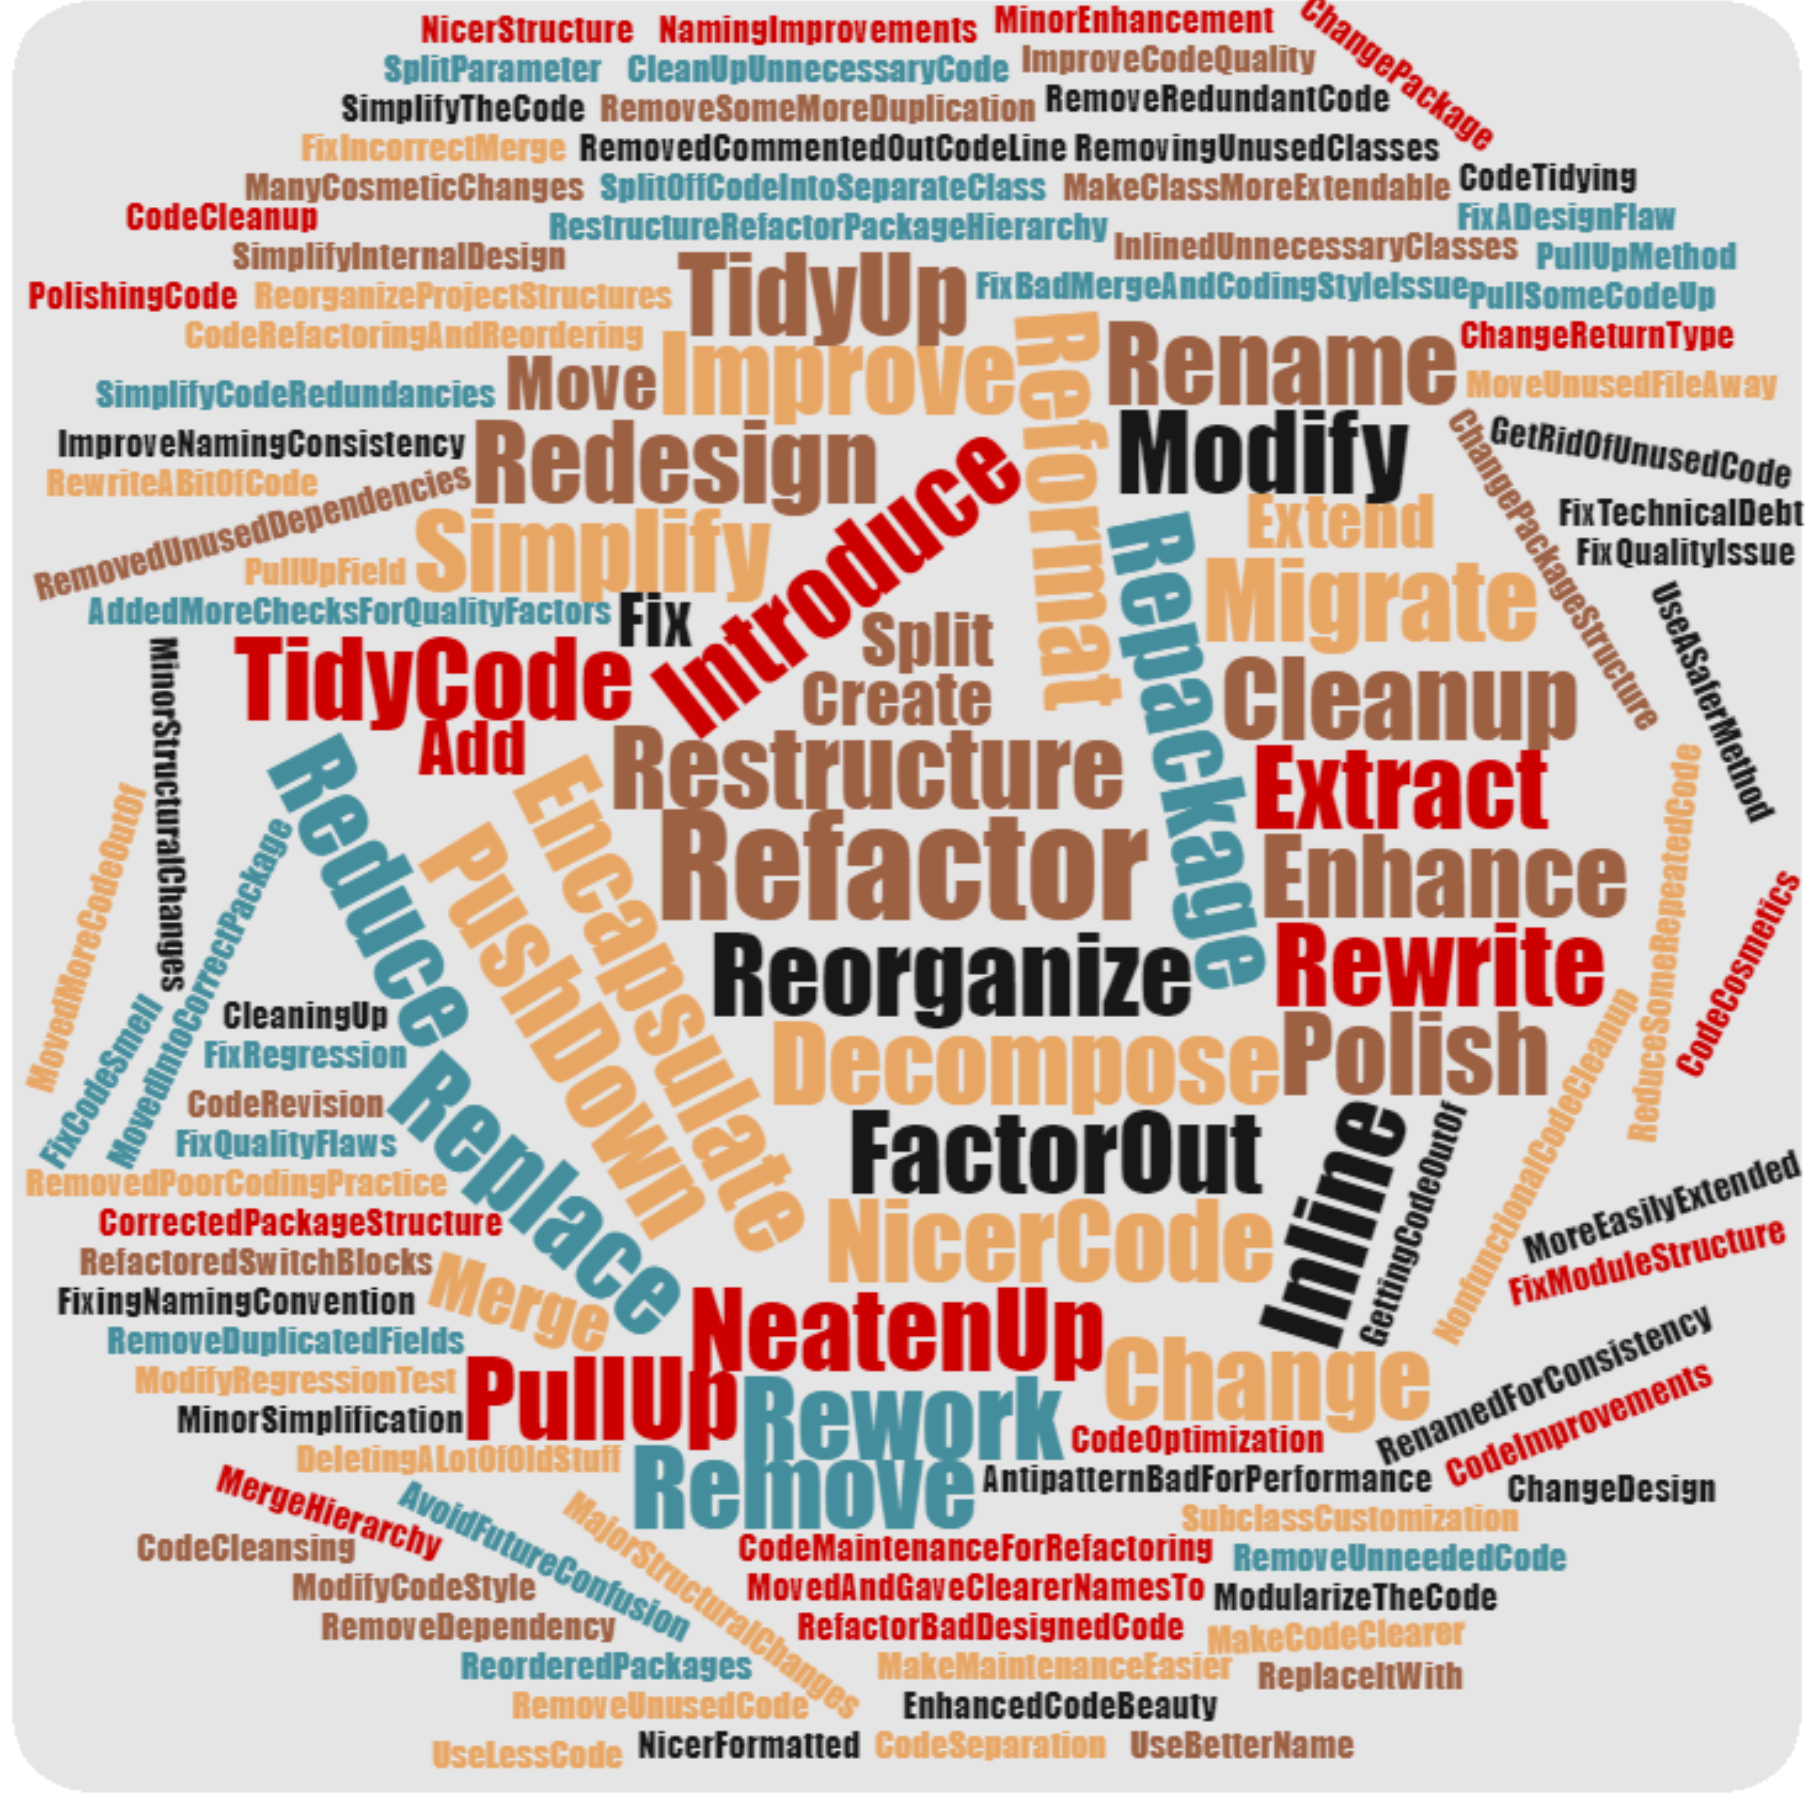 NicerStructure NamingImprovements MinorEnhancement
ChangePackage
SplitParameter CleanUpUnnecessaryCode ImproveCodeQuality
SimplifyTheCode RemoveSomeMoreDuplication RemoveRedundantCode
FixIncorrectMerge RemovedCommentedOutCodeLine RemovingUnusedClasses
ManyCosmeticChanges SplitOffCodeIntoSeparateClass MakeClassMoreExtendable CodeTidying
CodeCleanup RestructureRefactorPackageHierarchy FixADesignFlaw
SimplifyInternalDesign InlinedUnnecessaryClasses PullUpMethod
PolishingCode ReorganizeProjectStructures TidyUp FixBadMergeAndCodingStyleIssue PullSomeCodeUp
CodeRefactoringAndReordering Improve Reformat Rename ChangeReturnType
SimplifyCodeRedundancies Move MoveUnusedFileAway
ImproveNamingConsistency Redesign Introduce Modify ChangePackageStructure GetRidOfUnusedCode
RewriteABitOfCode
RemovedUnusedDependencies Simplify Repackage Extend FixTechnicalDebt
PullUpField Migrate FixQualityIssue
AddedMoreChecksForQualityFactors Fix Split UseASaferMethod
MinorStructuralChanges TidyCode Create Cleanup
Add Restructure Extract ReduceSomeRepeatedCode
MovedMoreCodeOutOf MovedIntoCorrectPackage Reduce PushDown Encapsulate Refactor Enhance CodeCosmetics
FixCodeSmell CleaningUp Reorganize Rewrite NonfunctionalCodeCleanup
FixRegression Replace Decompose Polish
CodeRevision FactorOut Inline GettingCodeOutOf
FixQualityFlaws
RemovedPoorCodingPractice MoreEasilyExtended
CorrectedPackageStructure NicerCode FixModuleStructure
RefactoredSwitchBlocks Merge
FixingNamingConvention NeatenUp RenamedForConsistency
RemoveDuplicatedFields Change
ModifyRegressionTest PullUp Rework CodeImprovements
MinorSimplification CodeOptimization
DeletingALotOfOldStuff Remove AntipatternBadForPerformance ChangeDesign
MergeHierarchy AvoidFutureConfusion MajorStructuralChanges SubclassCustomization
CodeCleansing CodeMaintenanceForRefactoring RemoveUnneededCode
ModifyCodeStyle MovedAndGaveClearerNamesTo ModularizeTheCode
RemoveDependency RefactorBadDesignedCode MakeCodeClearer
ReorderedPackages MakeMaintenanceEasier ReplaceItWith
RemoveUnusedCode EnhancedCodeBeauty
UseLessCode NicerFormatted CodeSeparation UseBetterName